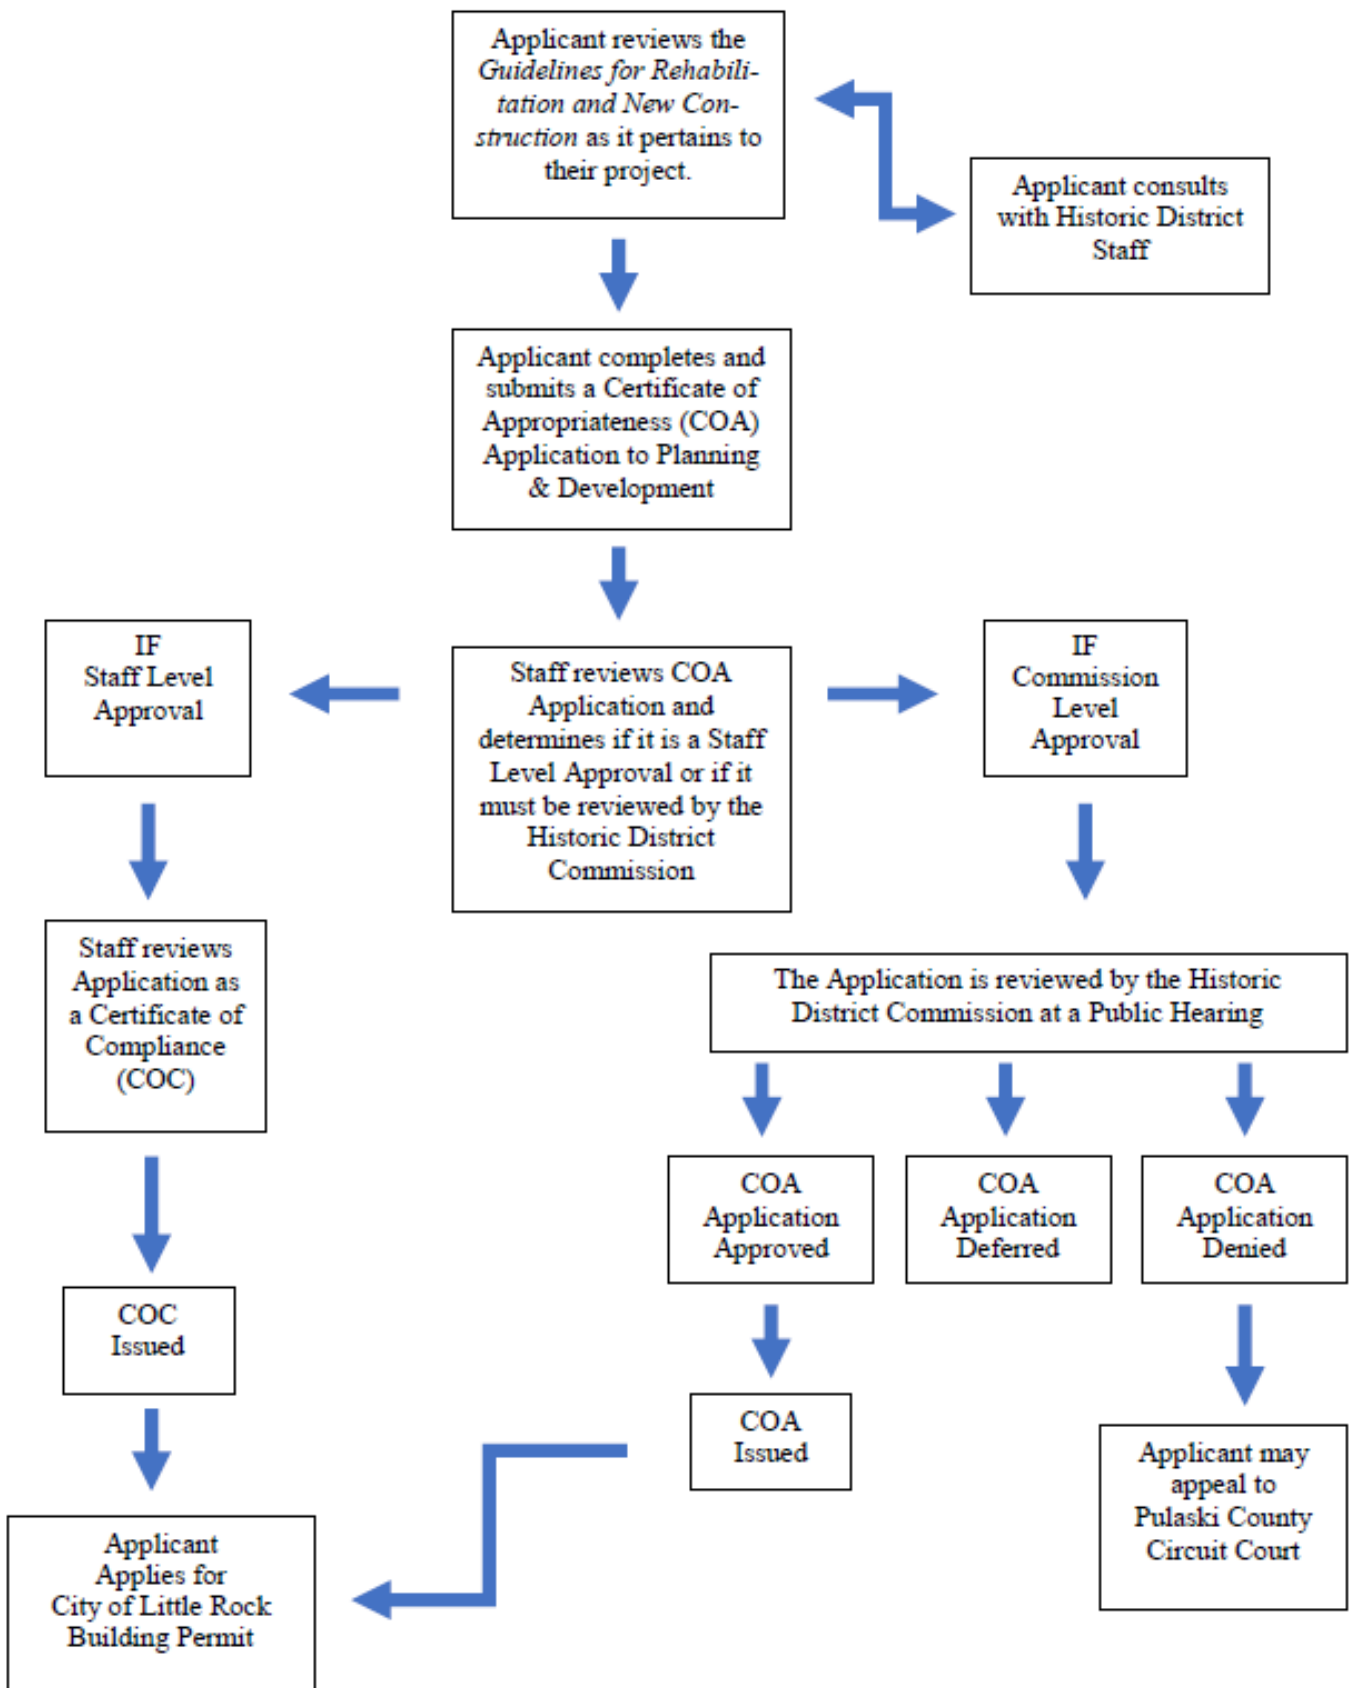 Applicant reviews the
Guidelines for Rehabili-
tation and New Con-
struction as it pertains to
their project.
Applicant consults
with Historic District
Staff
Applicant completes and
submits a Certificate of
Appropriateness (COA)
Application to Planning
& Development
IF
Staff Level
Approval
Staff reviews COA
Application and
determines if it is a Staff
Level Approval or if it
must be reviewed by the
Historic District
Commission
IF
Commission
Level
Approval
Staff reviews
Application as
a Certificate of
Compliance
(COC)
The Application is reviewed by the Historic
District Commission at a Public Hearing
COA
Application
Approved
COA
Application
Deferred
COA
Application
Denied
COC
Issued
COA
Issued
Applicant may
appeal to
Pulaski County
Circuit Court
Applicant
Applies for
City of Little Rock
Building Permit